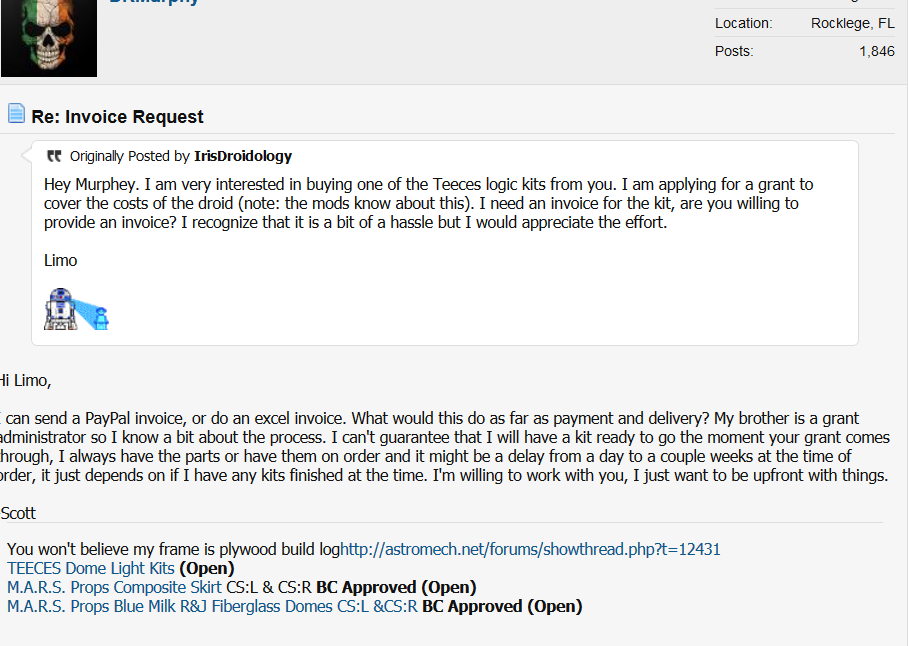 DRMurphy
Location: Rocklege, FL
Posts: 1,846
Re: Invoice Request
Originally Posted by IrisDroidology
Hey Murphey. I am very interested in buying one of the Teeces logic kits from you. I am applying for a grant to
cover the costs of the droid (note: the mods know about this). I need an invoice for the kit, are you willing to
provide an invoice? I recognize that it is a bit of a hassle but I would appreciate the effort.
Limo
Hi Limo,
I can send a PayPal invoice, or do an excel invoice. What would this do as far as payment and delivery? My brother is a grant
administrator so I know a bit about the process. I can't guarantee that I will have a kit ready to go the moment your grant comes
through, I always have the parts or have them on order and it might be a delay from a day to a couple weeks at the time of
order, it just depends on if I have any kits finished at the time. I'm willing to work with you, I just want to be upfront with things.
Scott
You won't believe my frame is plywood build loghttp://astromech.net/forums/showthread.php?t=12431
TEECES Dome Light Kits (Open)
M.A.R.S. Props Composite Skirt CS:L & CS:R BC Approved (Open)
M.A.R.S. Props Blue Milk R&J Fiberglass Domes CS:L &CS:R BC Approved (Open)